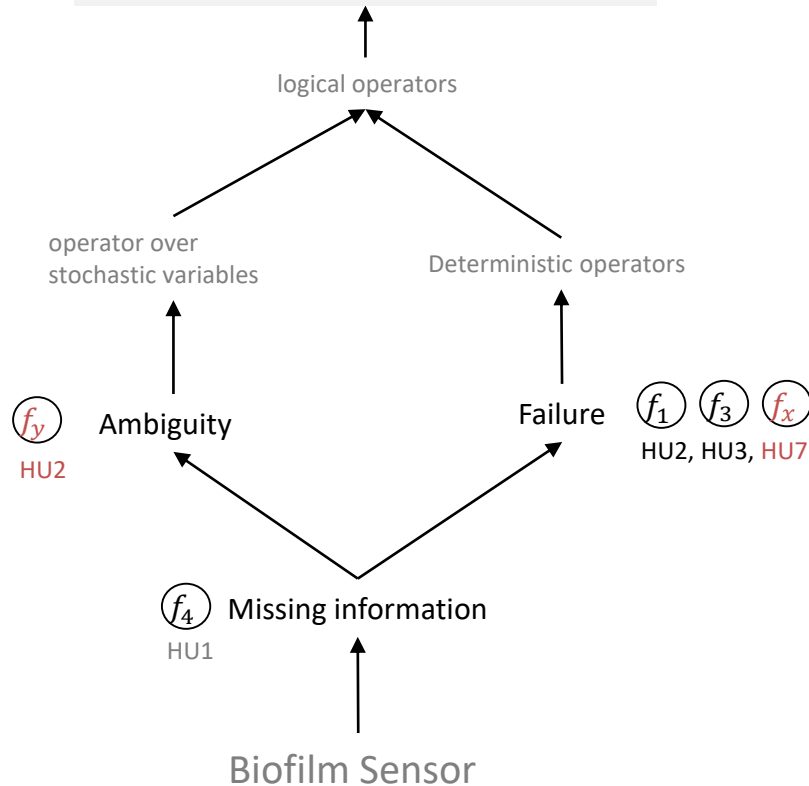 logical operators
operator over
stochastic variables
Deterministic operators
f_y Ambiguity
HU2
Failure f_1 f_3 f_x
HU2, HU3, HU7
f_4 Missing information
HU1
Biofilm Sensor